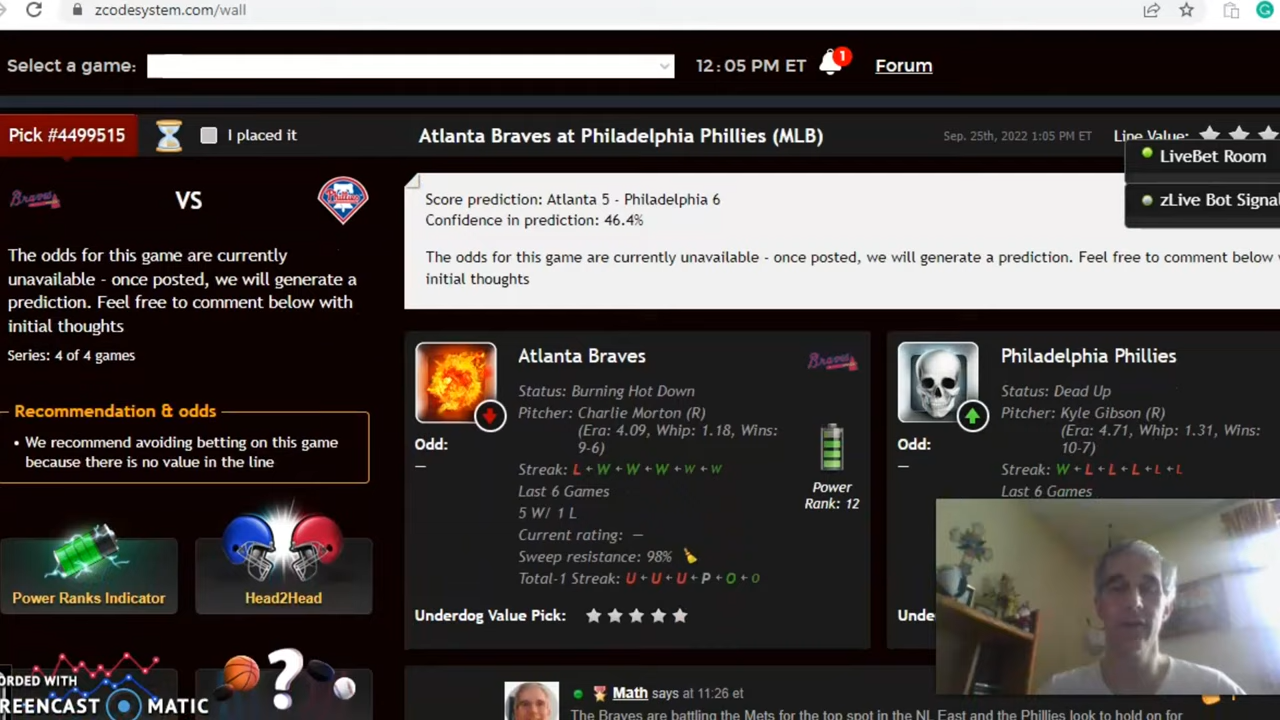 zcodesystem.com/wall
Select a game:
12:05 PM ET
1
Forum
Pick #4499515
I placed it
Atlanta Braves at Philadelphia Phillies (MLB)
Sep. 25th, 2022 1:05 PM ET
Line Value:
LiveBet Room
zLive Bot Signal
Braves
VS
The odds for this game are currently
unavailable - once posted, we will generate a
prediction. Feel free to comment below with
initial thoughts
Series: 4 of 4 games
Score prediction: Atlanta 5 - Philadelphia 6
Confidence in prediction: 46.4%
The odds for this game are currently unavailable - once posted, we will generate a prediction. Feel free to comment below
initial thoughts
Recommendation & odds
• We recommend avoiding betting on this game
because there is no value in the line
Power Ranks Indicator
Head2Head
Atlanta Braves
Braves
Status: Burning Hot Down
Pitcher: Charlie Morton (R)
(Era: 4.09, Whip: 1.18, Wins:
9-6)
Odd:
—
Streak: L - W - W - W - W - W
Last 6 Games
5 W/ 1 L
Current rating: —
Sweep resistance: 98%
Total-1 Streak: U - U - U - P - O - O
Power
Rank: 12
Underdog Value Pick:
Philadelphia Phillies
Status: Dead Up
Pitcher: Kyle Gibson (R)
(Era: 4.71, Whip: 1.31, Wins:
10-7)
Odd:
—
Streak: W - L - L - L - L - L
Last 6 Games
Unde
Math says at 11:26 et
The Braves are battling the Mets for the top spot in the NL East and the Phillies look to hold on for
ORDED WITH
REENCAST MATIC